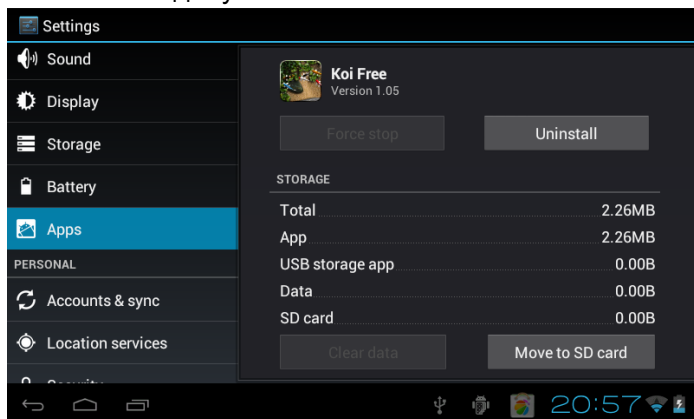 Settings
Sound
Display
Storage
Battery
Apps
PERSONAL
Accounts & sync
Location services
Koi Free
Version 1.05
Force stop
Uninstall
STORAGE
Total 2.26MB
App 2.26MB
USB storage app 0.00B
Data 0.00B
SD card 0.00B
Clear data
Move to SD card
20:57